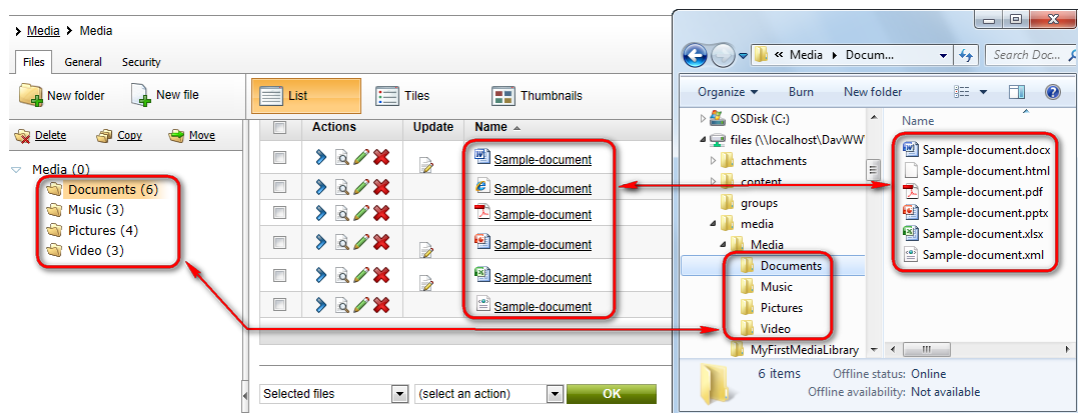 Media > Media
Files General Security
New folder New file
List Tiles Thumbnails
Delete Copy Move
Actions Update Name
Media (0)
Documents (6)
Music (3)
Pictures (4)
Video (3)
Sample-document
Sample-document
Sample-document
Sample-document
Sample-document
Sample-document
Selected files (select an action) OK
« Media Docum... Search Doc...
Organize Burn New folder
OSDisk (C:)
files (\\localhost\DavWW
attachments
content
groups
media
Media
Documents
Music
Pictures
Video
MyFirstMediaLibrary
Name
Sample-document.docx
Sample-document.html
Sample-document.pdf
Sample-document.pptx
Sample-document.xlsx
Sample-document.xml
6 items Offline status: Online
Offline availability: Not available